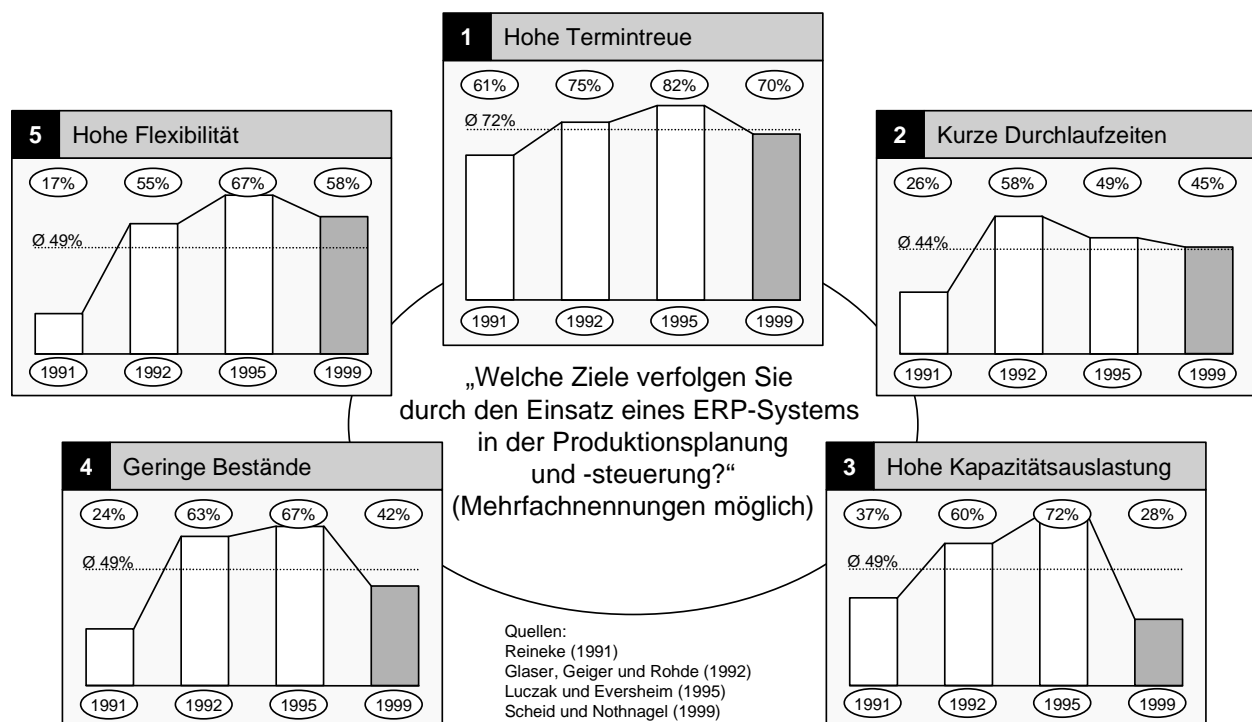 1 Hohe Termintreue
61% 75% 82% 70%
Ø 72%
1991 1992 1995 1999
5 Hohe Flexibilität
17% 55% 67% 58%
Ø 49%
1991 1992 1995 1999
2 Kurze Durchlaufzeiten
26% 58% 49% 45%
Ø 44%
1991 1992 1995 1999
„Welche Ziele verfolgen Sie
durch den Einsatz eines ERP-Systems
in der Produktionsplanung
und -steuerung?“
(Mehrfachnennungen möglich)
4 Geringe Bestände
24% 63% 67% 42%
Ø 49%
1991 1992 1995 1999
3 Hohe Kapazitätsauslastung
37% 60% 72% 28%
Ø 49%
1991 1992 1995 1999
Quellen:
Reineke (1991)
Glaser, Geiger und Rohde (1992)
Luczak und Eversheim (1995)
Scheid und Nothnagel (1999)